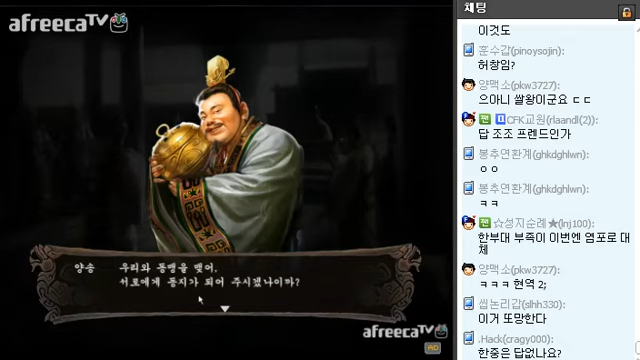 afreecaTV
채팅
이것도
훈수갑(pinoysojin):
허창임?
양맥소(pkw3727):
으아니 쌀왕이군요 ㄷㄷ
짼 CFK교원(rlaandl(2)):
답 조조 프렌드인가
봉추연환계(ghkdghlwn):
ㅇㅇ
봉추연환계(ghkdghlwn):
ㅋㅋ
짼 ☆성지순례★(lnj100):
한부대 부족이 이번엔 염포로 대
체
양맥소(pkw3727):
ㅋㅋㅋ 현역 2;
씹논리갑(slhh330):
이거 또망한다
.Hack(cragy000):
한중은 답없나요?
양송 우리와 동맹을 맺어,
서로에게 동지가 되어 주시겠나이까?
afreecaTV
AD